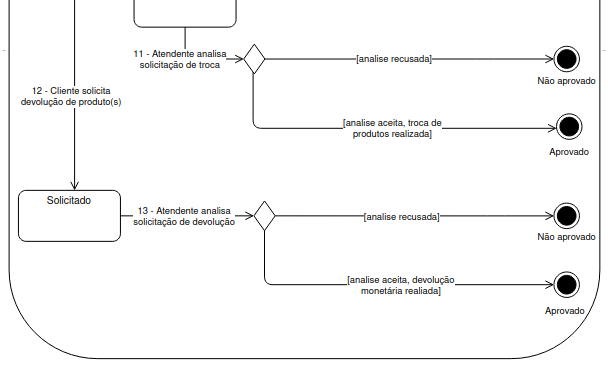 11 - Atendente analisa
solicitação de troca
[analise recusada]
Não aprovado
12 - Cliente solicita
devolução de produto(s)
[analise aceita, troca de
produtos realizada]
Aprovado
Solicitado
13 - Atendente analisa
solicitação de devolução
[analise recusada]
Não aprovado
[analise aceita, devolução
monetária realiada]
Aprovado